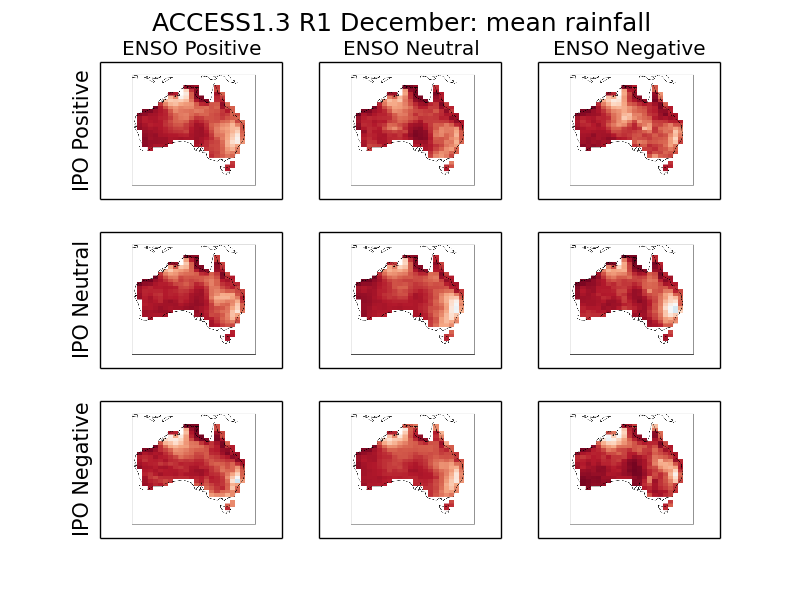 ACCESS1.3 R1 December: mean rainfall
ENSO Positive
ENSO Neutral
ENSO Negative
IPO Positive
IPO Neutral
IPO Negative